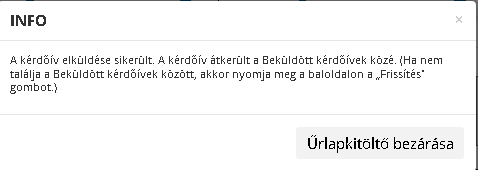 INFO
×
A kérdőív elküldése sikerült. A kérdőív átkerült a Beküldött kérdőívek közé. (Ha nem
találja a Beküldött kérdőívek között, akkor nyomja meg a baloldalon a „Frissítés"
gombot.)
Űrlapkitöltő bezárása